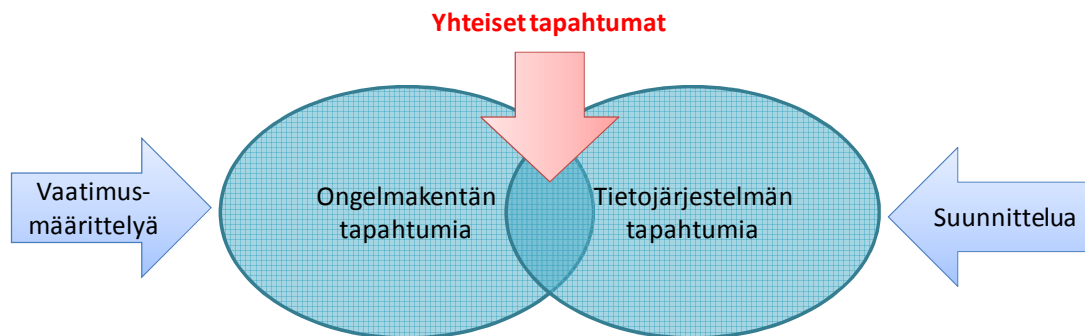 Yhteiset tapahtumat
Vaatimus-
määrittelyä
Ongelmakentän
tapahtumia
Tietojärjestelmän
tapahtumia
Suunnittelua